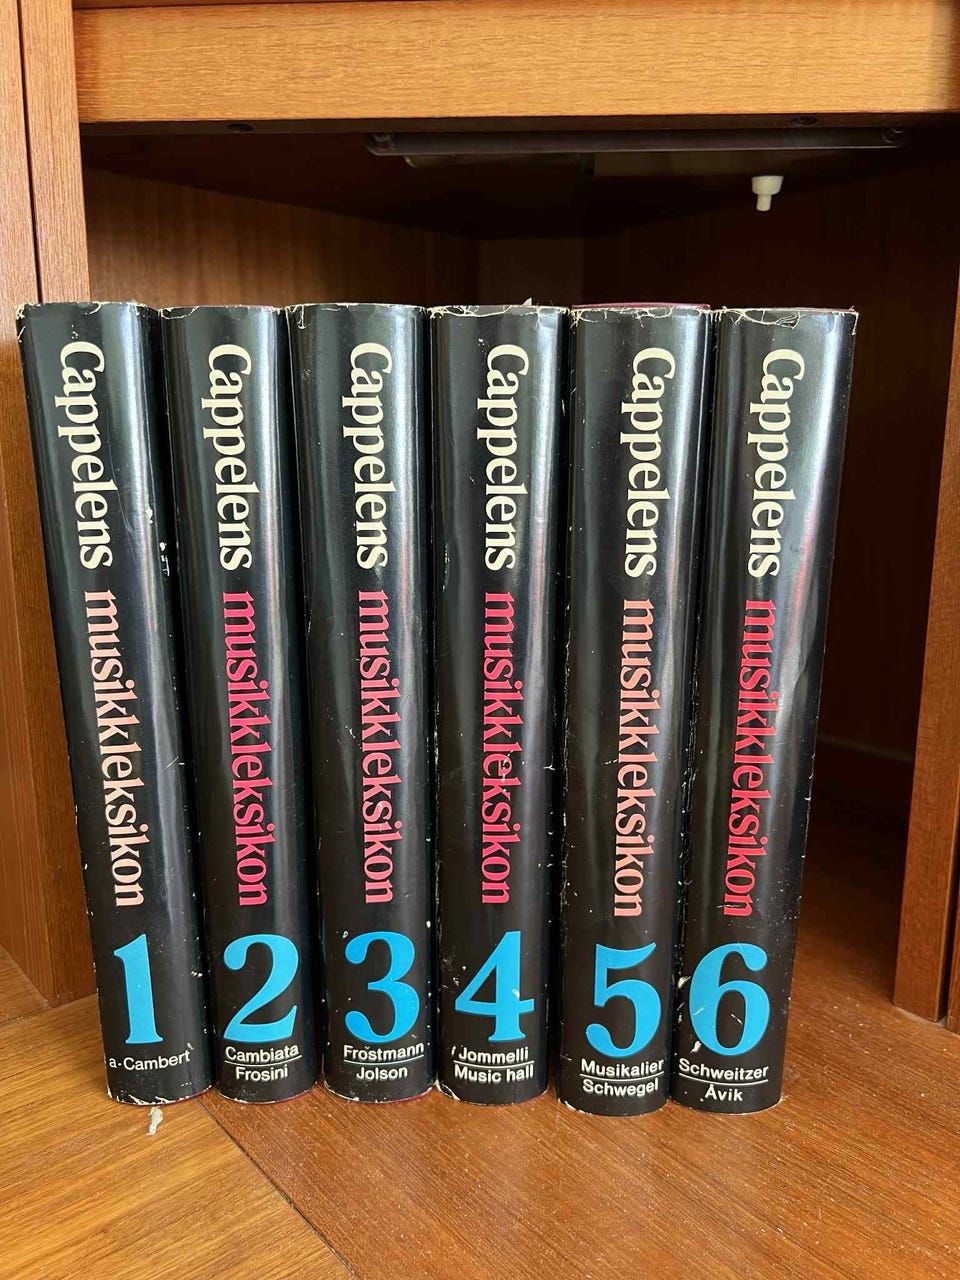 Cappelens musikkleksikon
1
a-Cambert
Cappelens musikkleksikon
2
Cambiata
Frosini
Cappelens musikkleksikon
3
Frostmann
Jolson
Cappelens musikkleksikon
4
Jommelli
Music hall
Cappelens musikkleksikon
5
Musikalier
Schwegel
Cappelens musikkleksikon
6
Schweitzer
Åvik